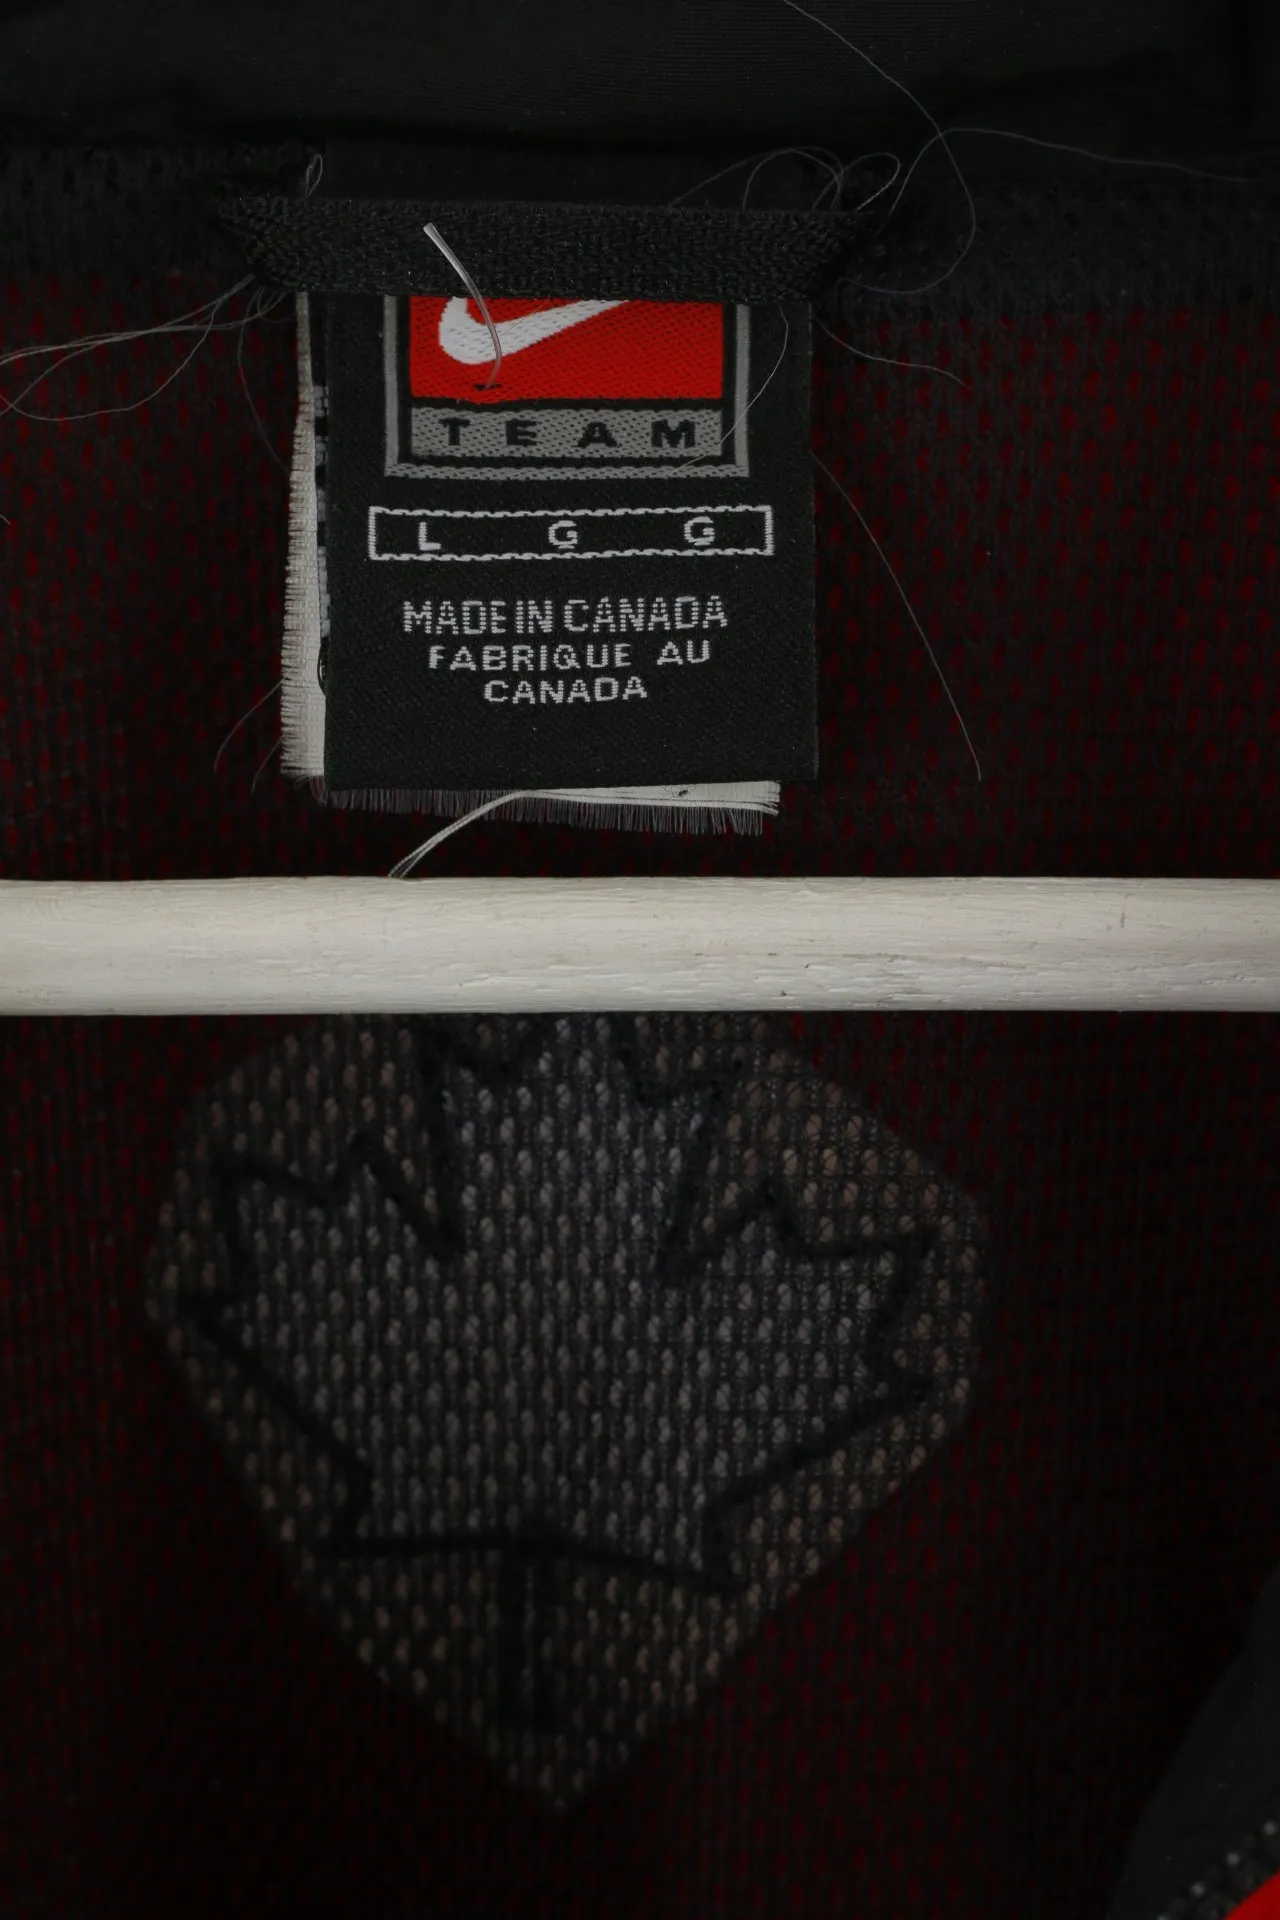 TEAM
L G G
MADE IN CANADA
FABRIQUE AU
CANADA